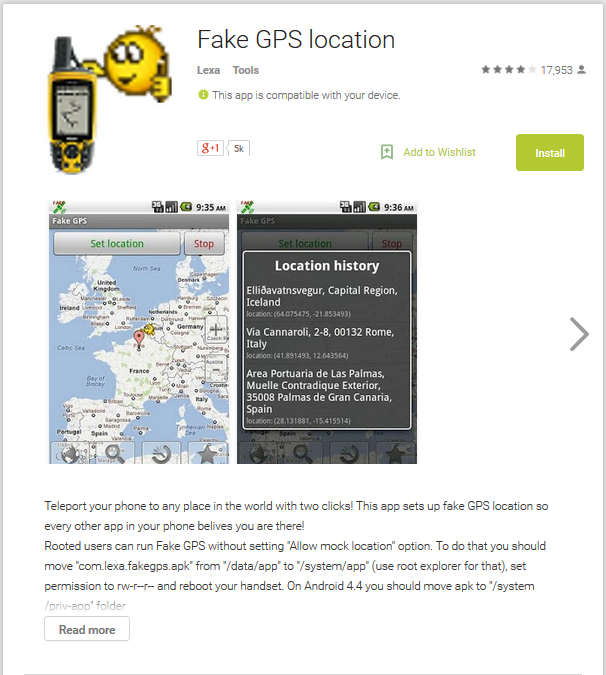 Fake GPS location
Lexa Tools
17,953
This app is compatible with your device.
g+1 5k
Add to Wishlist
Install
9:35 AM
Fake GPS
Set location Stop
North Sea
United
Kingdom
Ireland
Netherlands
Germany
Celtic Sea
France
Bay of
Biscay
Italy
Portugal
Spain
Tyrrhenian
9:36 AM
Fake GPS
Set location Stop
Location history
Elliðavatnsvegur, Capital Region,
Iceland
location: (64.075475, -21.853493)
Via Cannaroli, 2-8, 00132 Rome,
Italy
location: (41.891493, 12.643564)
Area Portuaria de Las Palmas,
Muelle Contradique Exterior,
35008 Palmas de Gran Canaria,
Spain
location: (28.131881, -15.415514)
Teleport your phone to any place in the world with two clicks! This app sets up fake GPS location so
every other app in your phone belives you are there!
Rooted users can run Fake GPS without setting "Allow mock location" option. To do that you should
move "com.lexa.fakegps.apk" from "/data/app" to "/system/app" (use root explorer for that), set
permission to rw-r--r-- and reboot your handset. On Android 4.4 you should move apk to "/system
/priv-app" folder
Read more